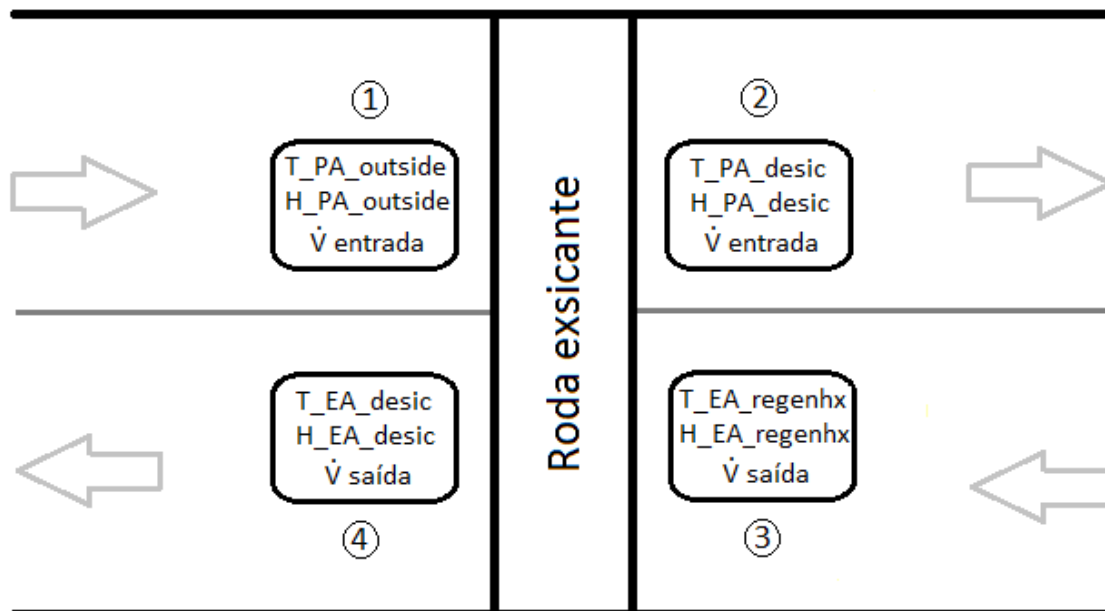 ①
T_PA_outside
H_PA_outside
V̇ entrada
②
T_PA_desic
H_PA_desic
V̇ entrada
Roda exsicante
T_EA_desic
H_EA_desic
V̇ saída
④
T_EA_regenhx
H_EA_regenhx
V̇ saída
③